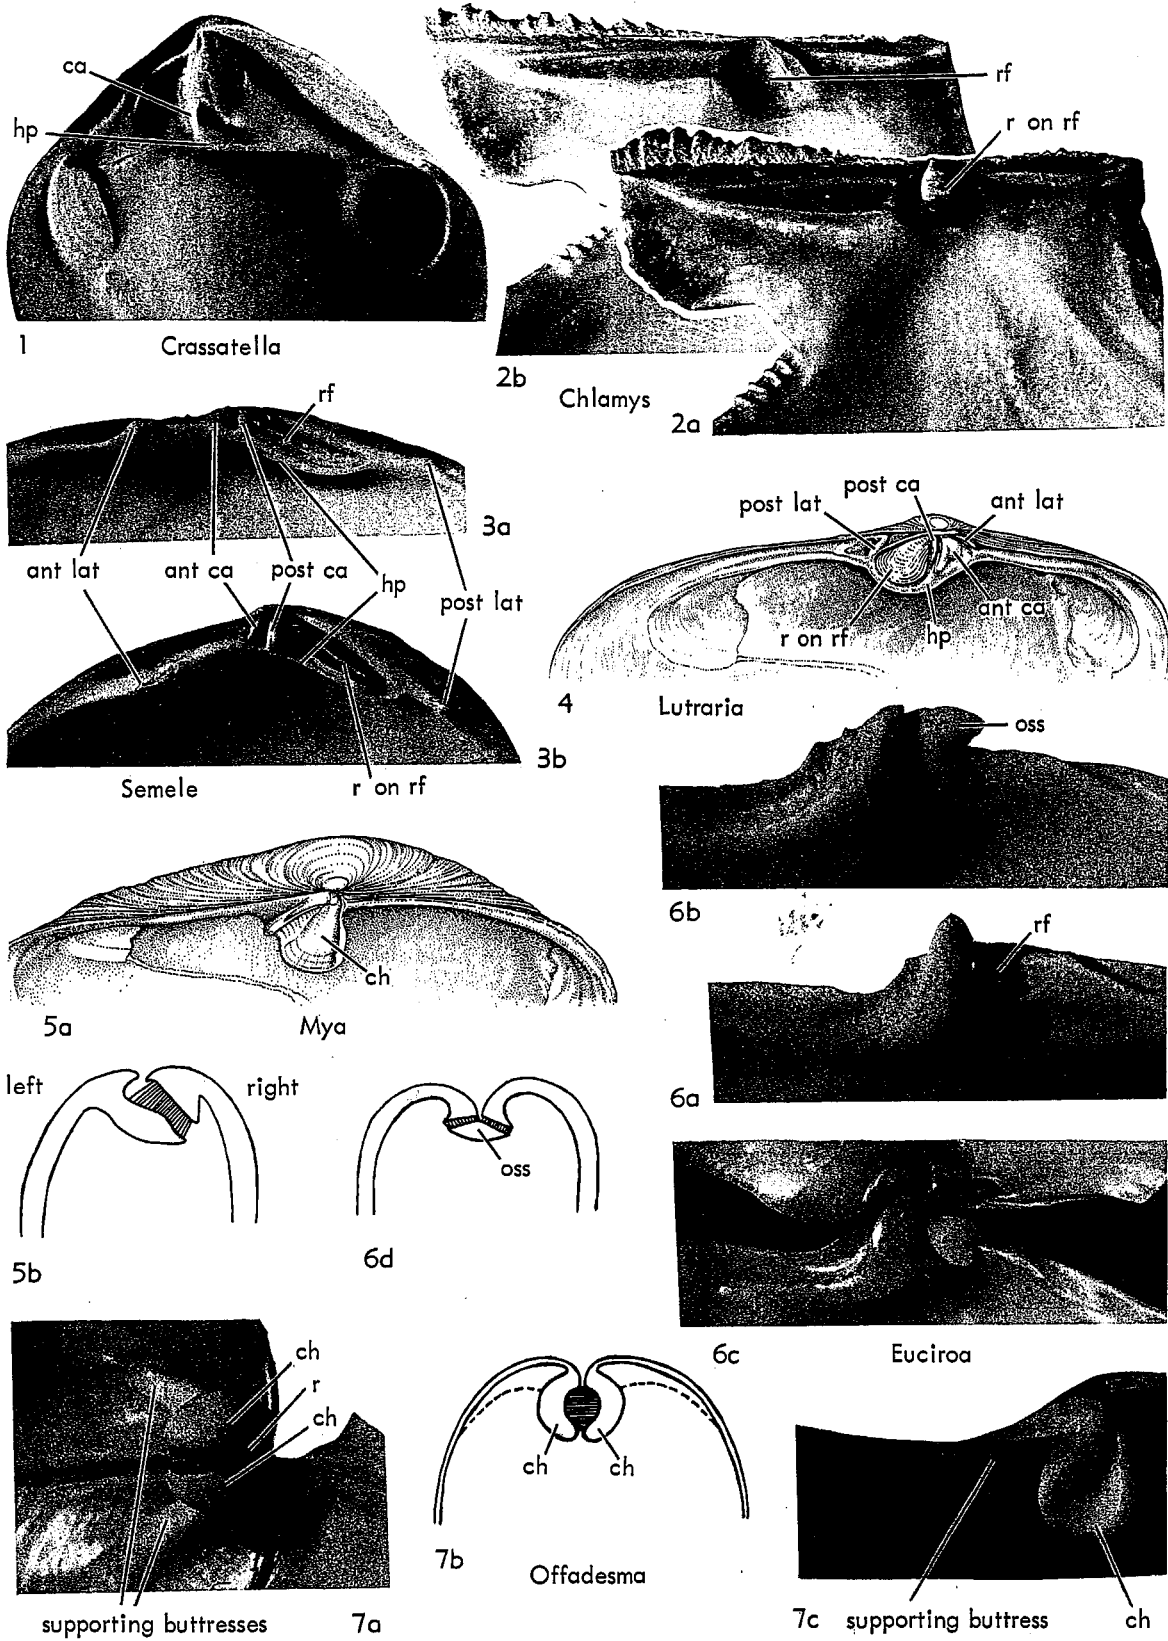 ca
hp
1 Crassatella
rf
r on rf
2b
Chlamys
2a
rf
3a
ant lat
ant ca
post ca
hp
post lat
3b
Semele
r on rf
post lat
post ca
ant lat
r on rf
hp
ant ca
4 Lutraria
oss
6b
ch
5a Mya
rf
6a
left
right
5b
oss
6d
6c Euciroa
ch
r
ch
supporting buttresses 7a
ch
ch
7b
Offadesma
7c supporting buttress ch